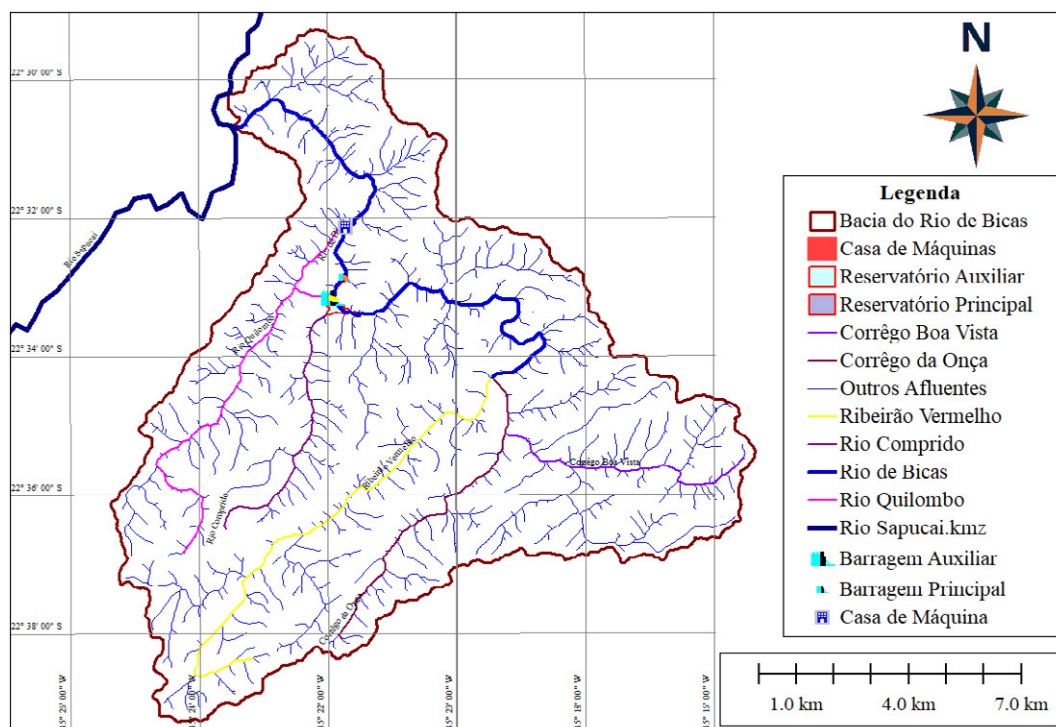 N
22° 30' 00" S
22° 32' 00" S
Rio Sapucaí
22° 34' 00" S
Rio Quilombo
Corrêgo Boa Vista
Ribeirão Vermelho
22° 36' 00" S
Rio Comprido
22° 38' 00" S
Corrêgo da Onça
Legenda
Bacia do Rio de Bicas
Casa de Máquinas
Reservatório Auxiliar
Reservatório Principal
Corrêgo Boa Vista
Corrêgo da Onça
Outros Afluentes
Ribeirão Vermelho
Rio Comprido
Rio de Bicas
Rio Quilombo
Rio Sapucai.kmz
Barragem Auxiliar
Barragem Principal
Casa de Máquina
1.0 km 4.0 km 7.0 km